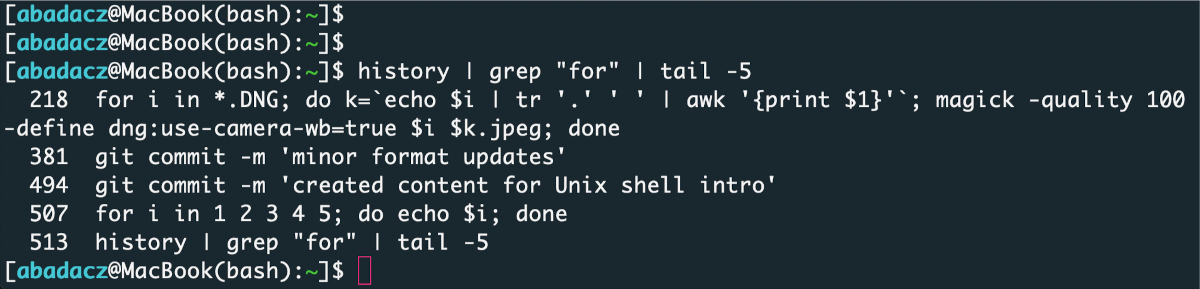 [abadacz@MacBook(bash):~]$
[abadacz@MacBook(bash):~]$
[abadacz@MacBook(bash):~]$ history | grep "for" | tail -5
  218  for i in *.DNG; do k=`echo $i | tr '.' ' ' | awk '{print $1}'`; magick -quality 100
-define dng:use-camera-wb=true $i $k.jpeg; done
  381  git commit -m 'minor format updates'
  494  git commit -m 'created content for Unix shell intro'
  507  for i in 1 2 3 4 5; do echo $i; done
  513  history | grep "for" | tail -5
[abadacz@MacBook(bash):~]$